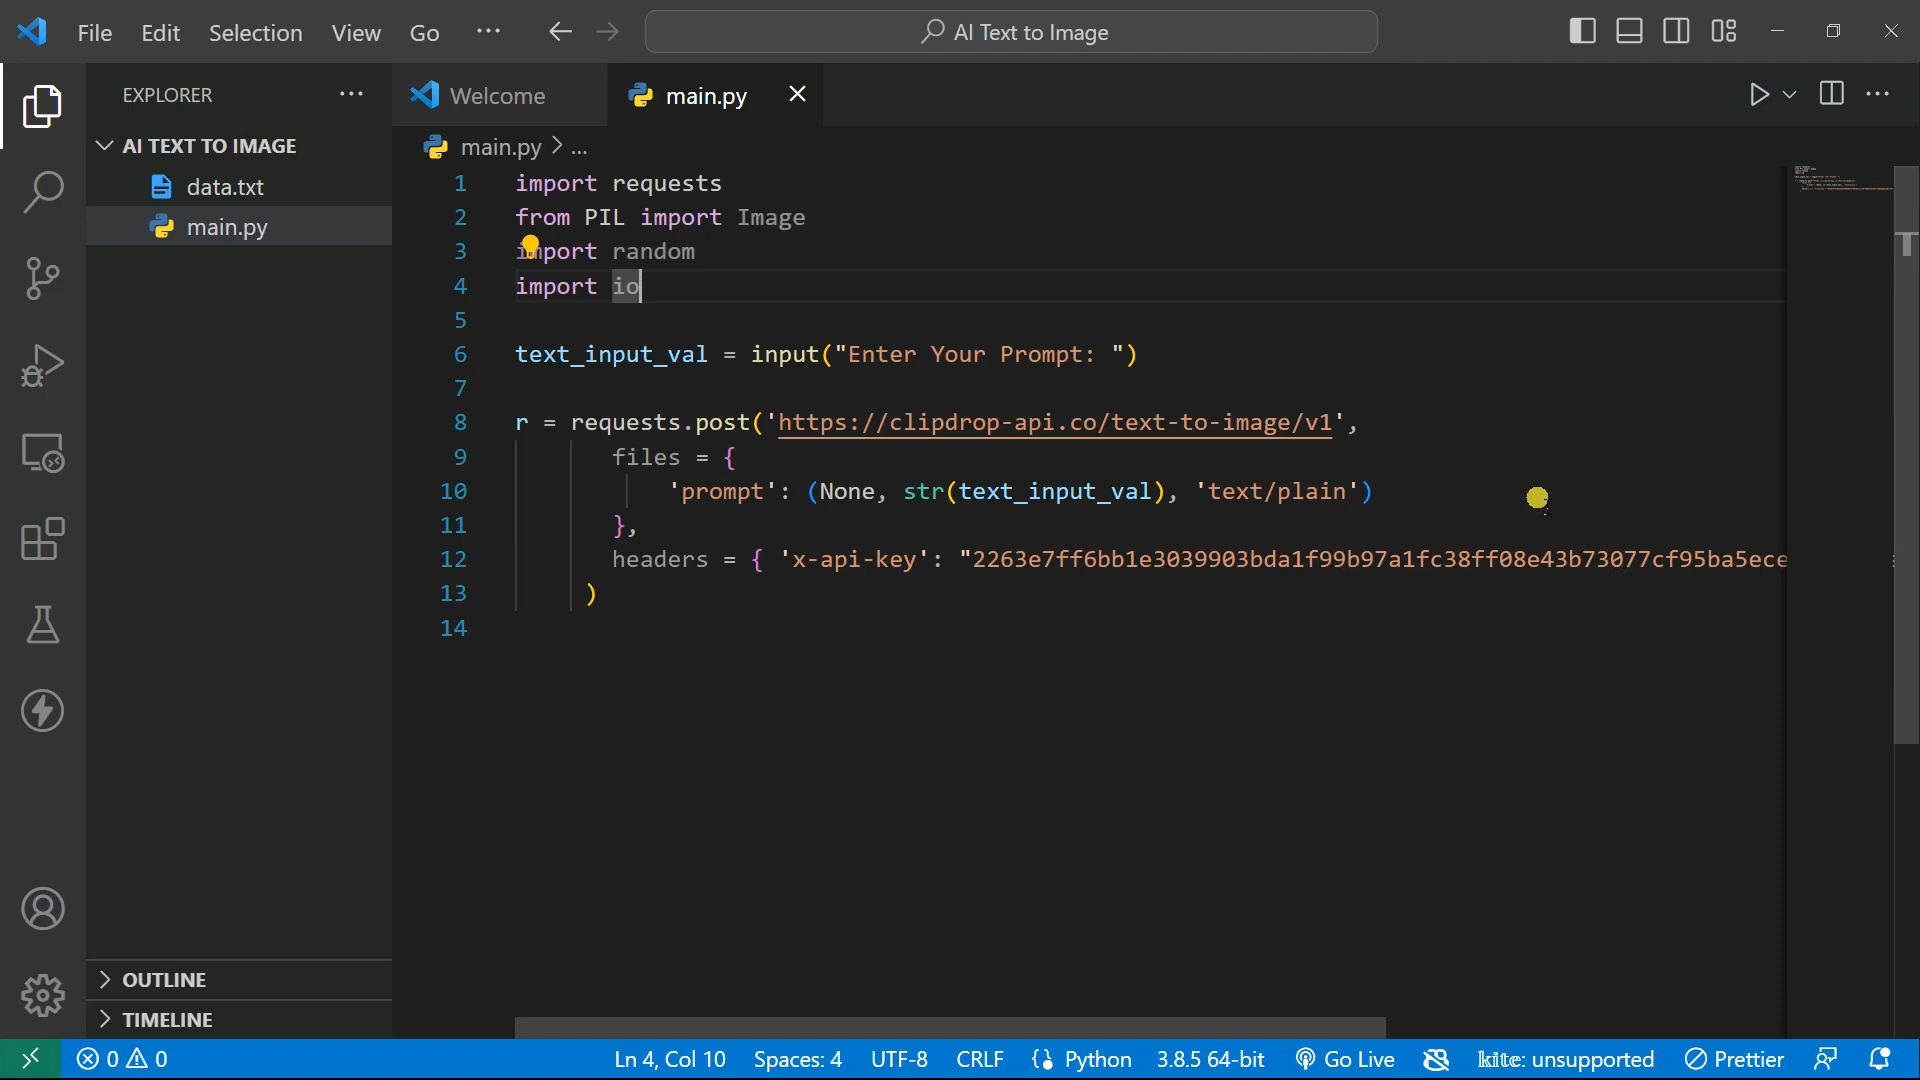 File Edit Selection View Go ··· AI Text to Image
EXPLORER ···
Welcome main.py
AI TEXT TO IMAGE
data.txt
main.py
main.py > ...
1 import requests
2 from PIL import Image
3 import random
4 import io
5
6 text_input_val = input("Enter Your Prompt: ")
7
8 r = requests.post('https://clipdrop-api.co/text-to-image/v1',
9 files = {
10 'prompt': (None, str(text_input_val), 'text/plain')
11 },
12 headers = { 'x-api-key': "2263e7ff6bb1e3039903bda1f99b97a1fc38ff08e43b73077cf95ba5ece
13 )
14
OUTLINE
TIMELINE
0 0 Ln 4, Col 10 Spaces: 4 UTF-8 CRLF Python 3.8.5 64-bit Go Live kite: unsupported Prettier